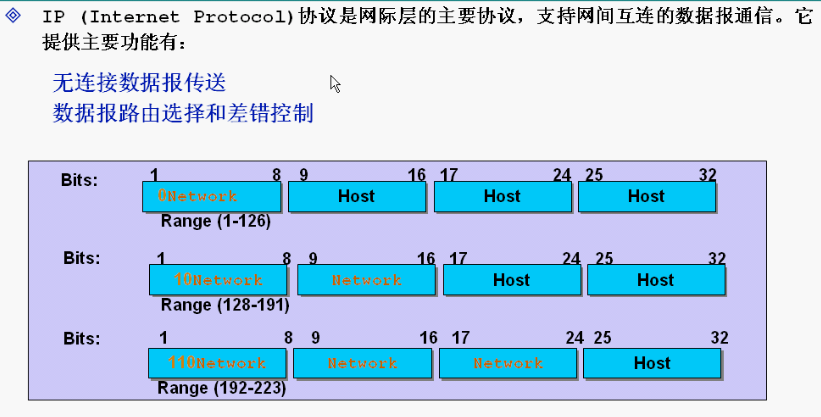 IP (Internet Protocol)协议是网际层的主要协议，支持网间互连的数据报通信。它
提供主要功能有：
无连接数据报传送
数据报路由选择和差错控制
Bits: 1 8 9 16 17 24 25 32
0Network Host Host Host
Range (1-126)
Bits: 1 8 9 16 17 24 25 32
10Network Network Host Host
Range (128-191)
Bits: 1 8 9 16 17 24 25 32
110Network Network Network Host
Range (192-223)